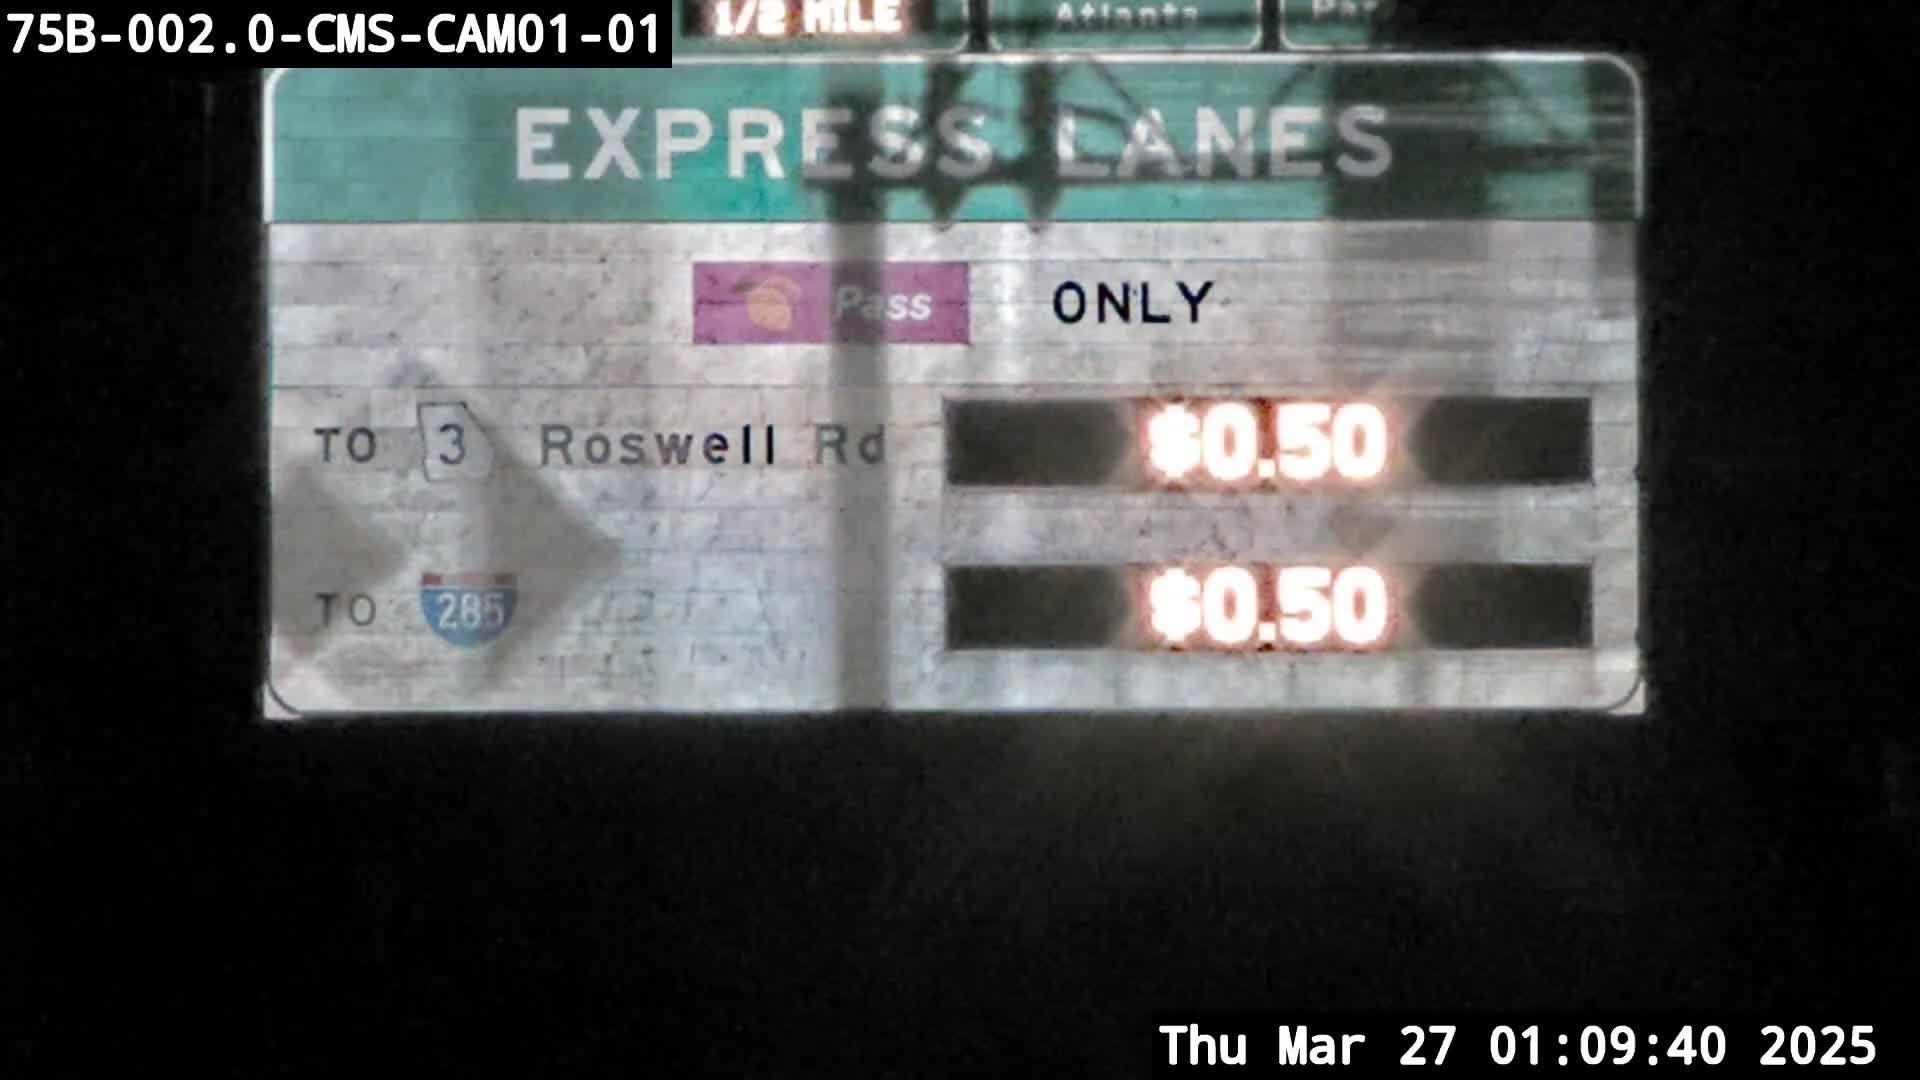 75B-002.0-CMS-CAM01-01
1/2 MILE
Atlanta
EXPRESS LANES
Pass ONLY
TO 3 Roswell Rd $0.50
TO 285 $0.50
Thu Mar 27 01:09:40 2025